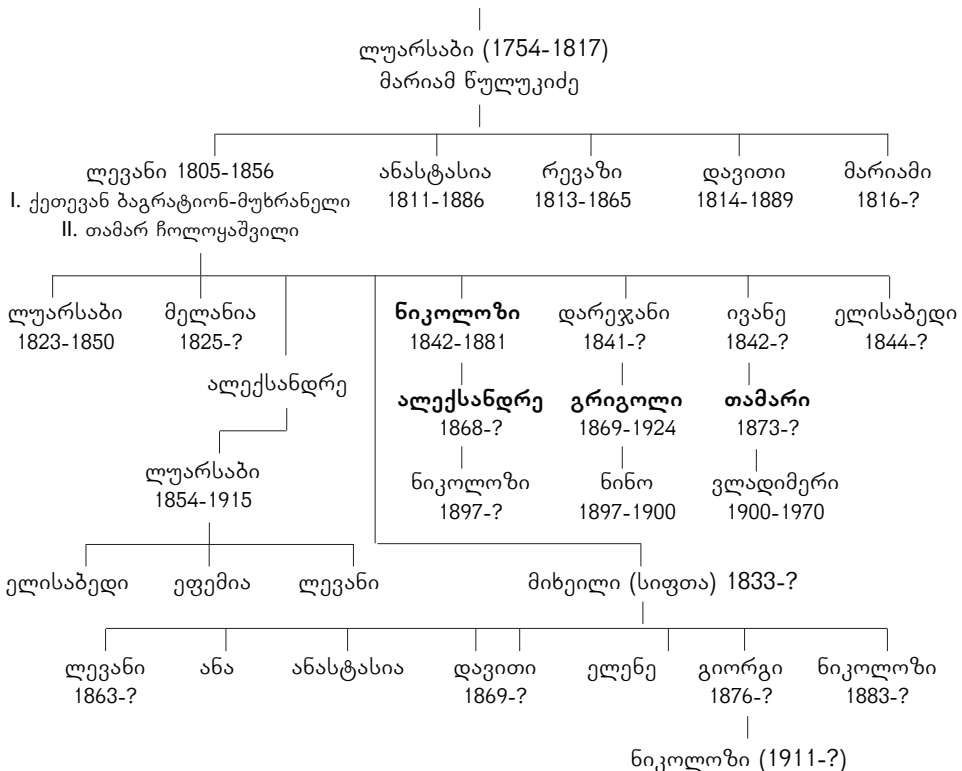 ლუარსაბი (1754-1817)
მარიამ წულუკიძე
ლევანი 1805-1856 ანასტასია რევაზი დავითი მარიამი
I. ქეთევან ბაგრატიონ-მუხრანელი 1811-1886 1813-1865 1814-1889 1816-?
II. თამარ ჩოლოყაშვილი
ლუარსაბი მელანია ნიკოლოზი დარეჯანი ივანე ელისაბედი
1823-1850 1825-? 1842-1881 1841-? 1842-? 1844-?
ალექსანდრე
ალექსანდრე გრიგოლი თამარი
1868-? 1869-1924 1873-?
ლუარსაბი ნიკოლოზი ნინო ვლადიმერი
1854-1915 1897-? 1897-1900 1900-1970
ელისაბედი ეფემია ლევანი მიხეილი (სიფთა) 1833-?
ლევანი ანა ანასტასია დავითი ელენე გიორგი ნიკოლოზი
1863-? 1869-? 1876-? 1883-?
ნიკოლოზი (1911-?)